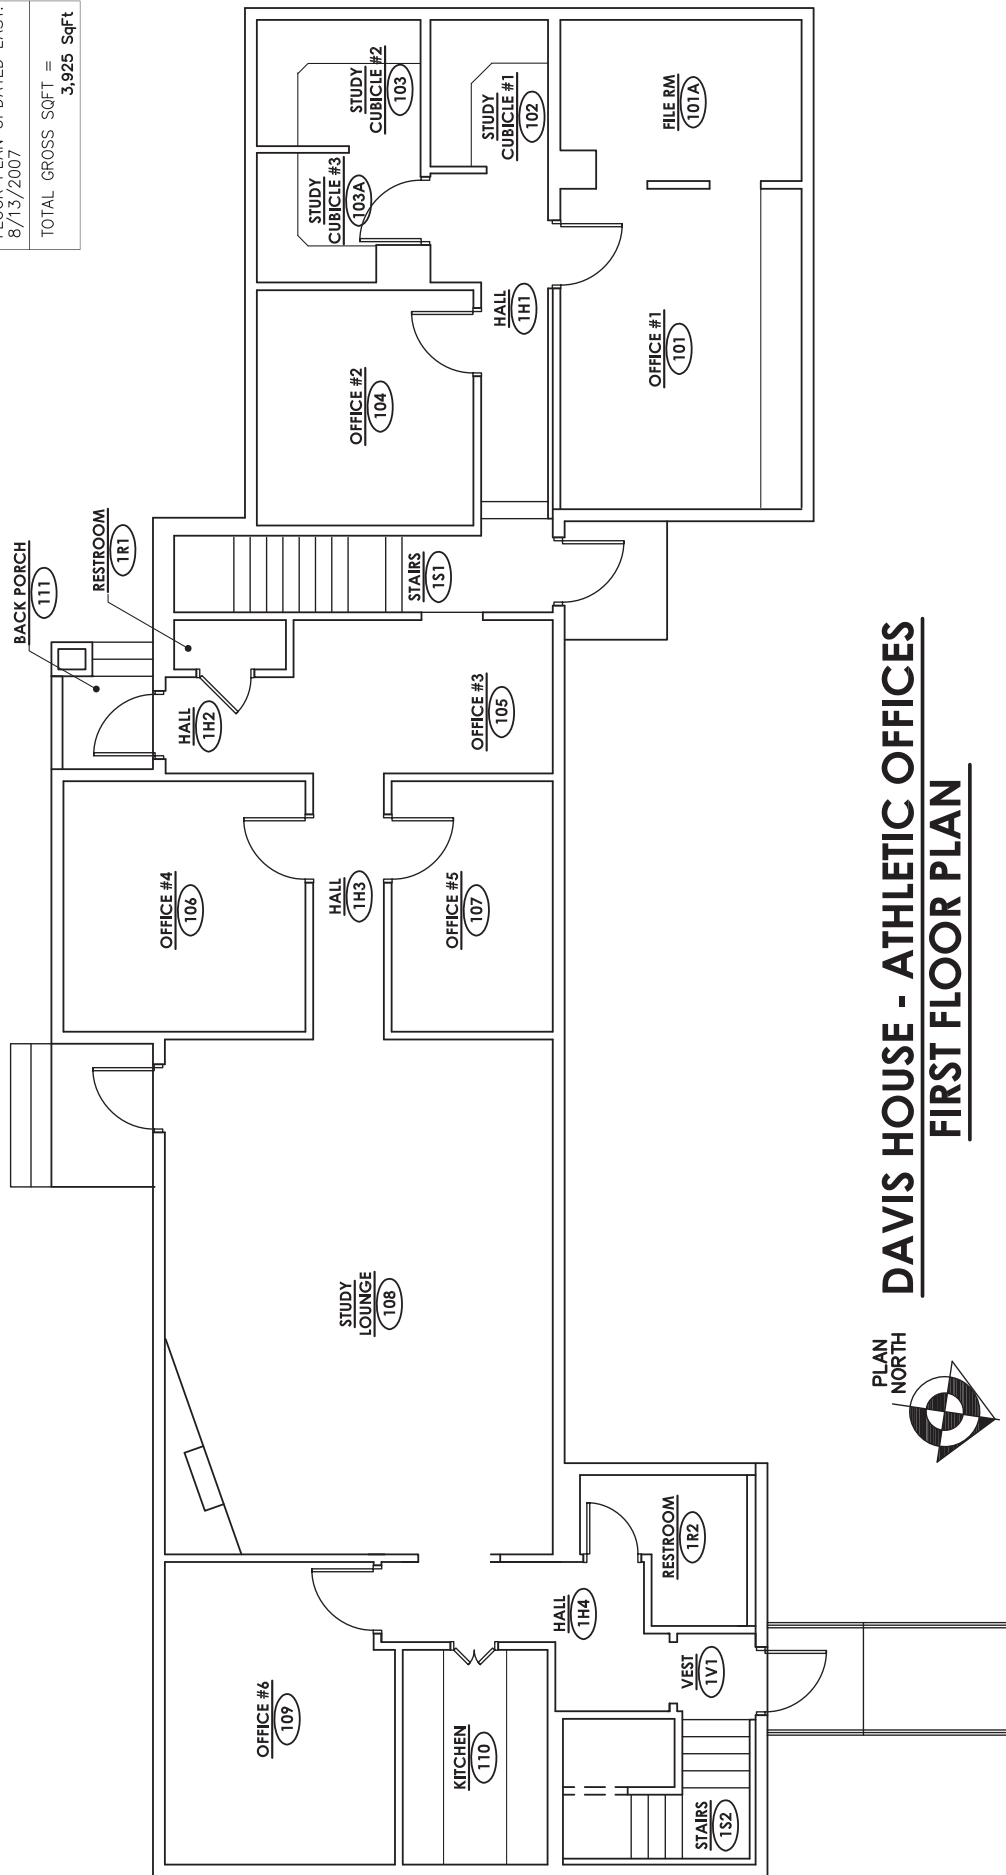 FLOOR PLAN UPDATED LAST:
8/13/2007
TOTAL GROSS SQFT =
3,925 SqFt
STUDY
CUBICLE #2
103
STUDY
CUBICLE #1
102
FILE RM
101A
STUDY
CUBICLE #3
103A
HALL
1H1
OFFICE #1
101
OFFICE #2
104
RESTROOM
1R1
BACK PORCH
111
STAIRS
1S1
HALL
1H2
OFFICE #3
105
OFFICE #4
106
HALL
1H3
OFFICE #5
107
STUDY
LOUNGE
108
RESTROOM
1R2
HALL
1H4
VEST
1V1
OFFICE #6
109
KITCHEN
110
STAIRS
1S2
PLAN
NORTH
DAVIS HOUSE - ATHLETIC OFFICES
FIRST FLOOR PLAN